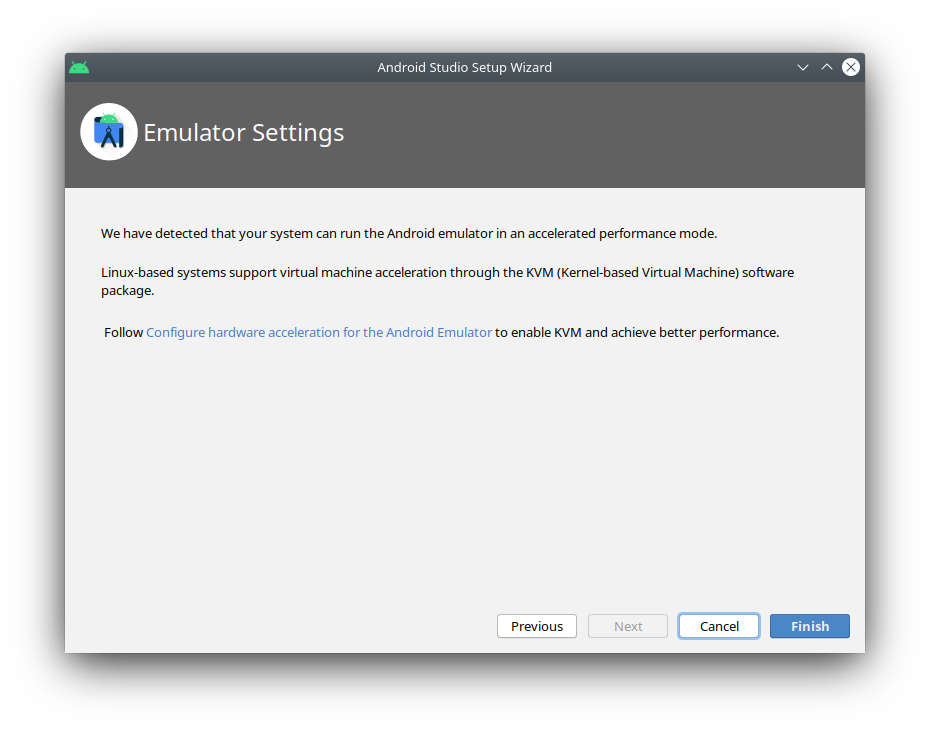 Android Studio Setup Wizard
Emulator Settings
We have detected that your system can run the Android emulator in an accelerated performance mode.
Linux-based systems support virtual machine acceleration through the KVM (Kernel-based Virtual Machine) software
package.
Follow Configure hardware acceleration for the Android Emulator to enable KVM and achieve better performance.
Previous
Next
Cancel
Finish